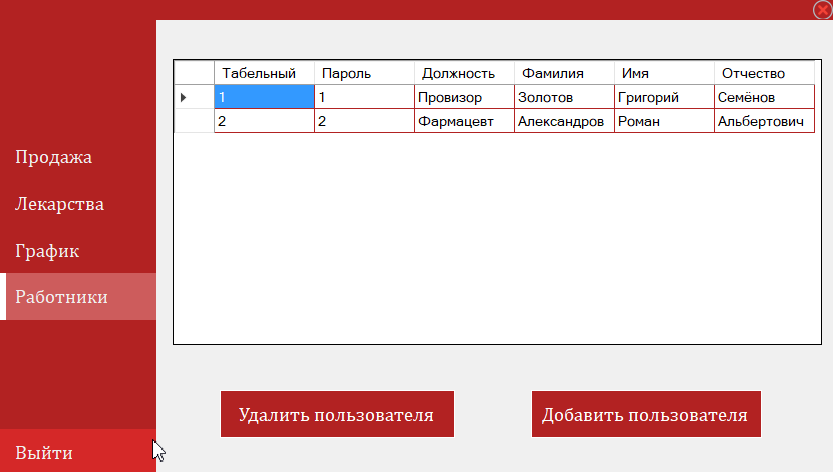 Продажа
Лекарства
График
Работники
Выйти
Табельный Пароль Должность Фамилия Имя Отчество
1 1 Провизор Золотов Григорий Семёнов
2 2 Фармацевт Александров Роман Альбертович
Удалить пользователя Добавить пользователя